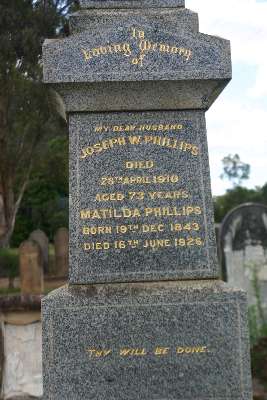 In
Loving Memory
of
MY DEAR HUSBAND
JOSEPH W. PHILLIPS
DIED
28TH APRIL 1910
AGED 73 YEARS.
MATILDA PHILLIPS
BORN 19TH DEC 1843
DIED 16TH JUNE 1926.
THY WILL BE DONE.